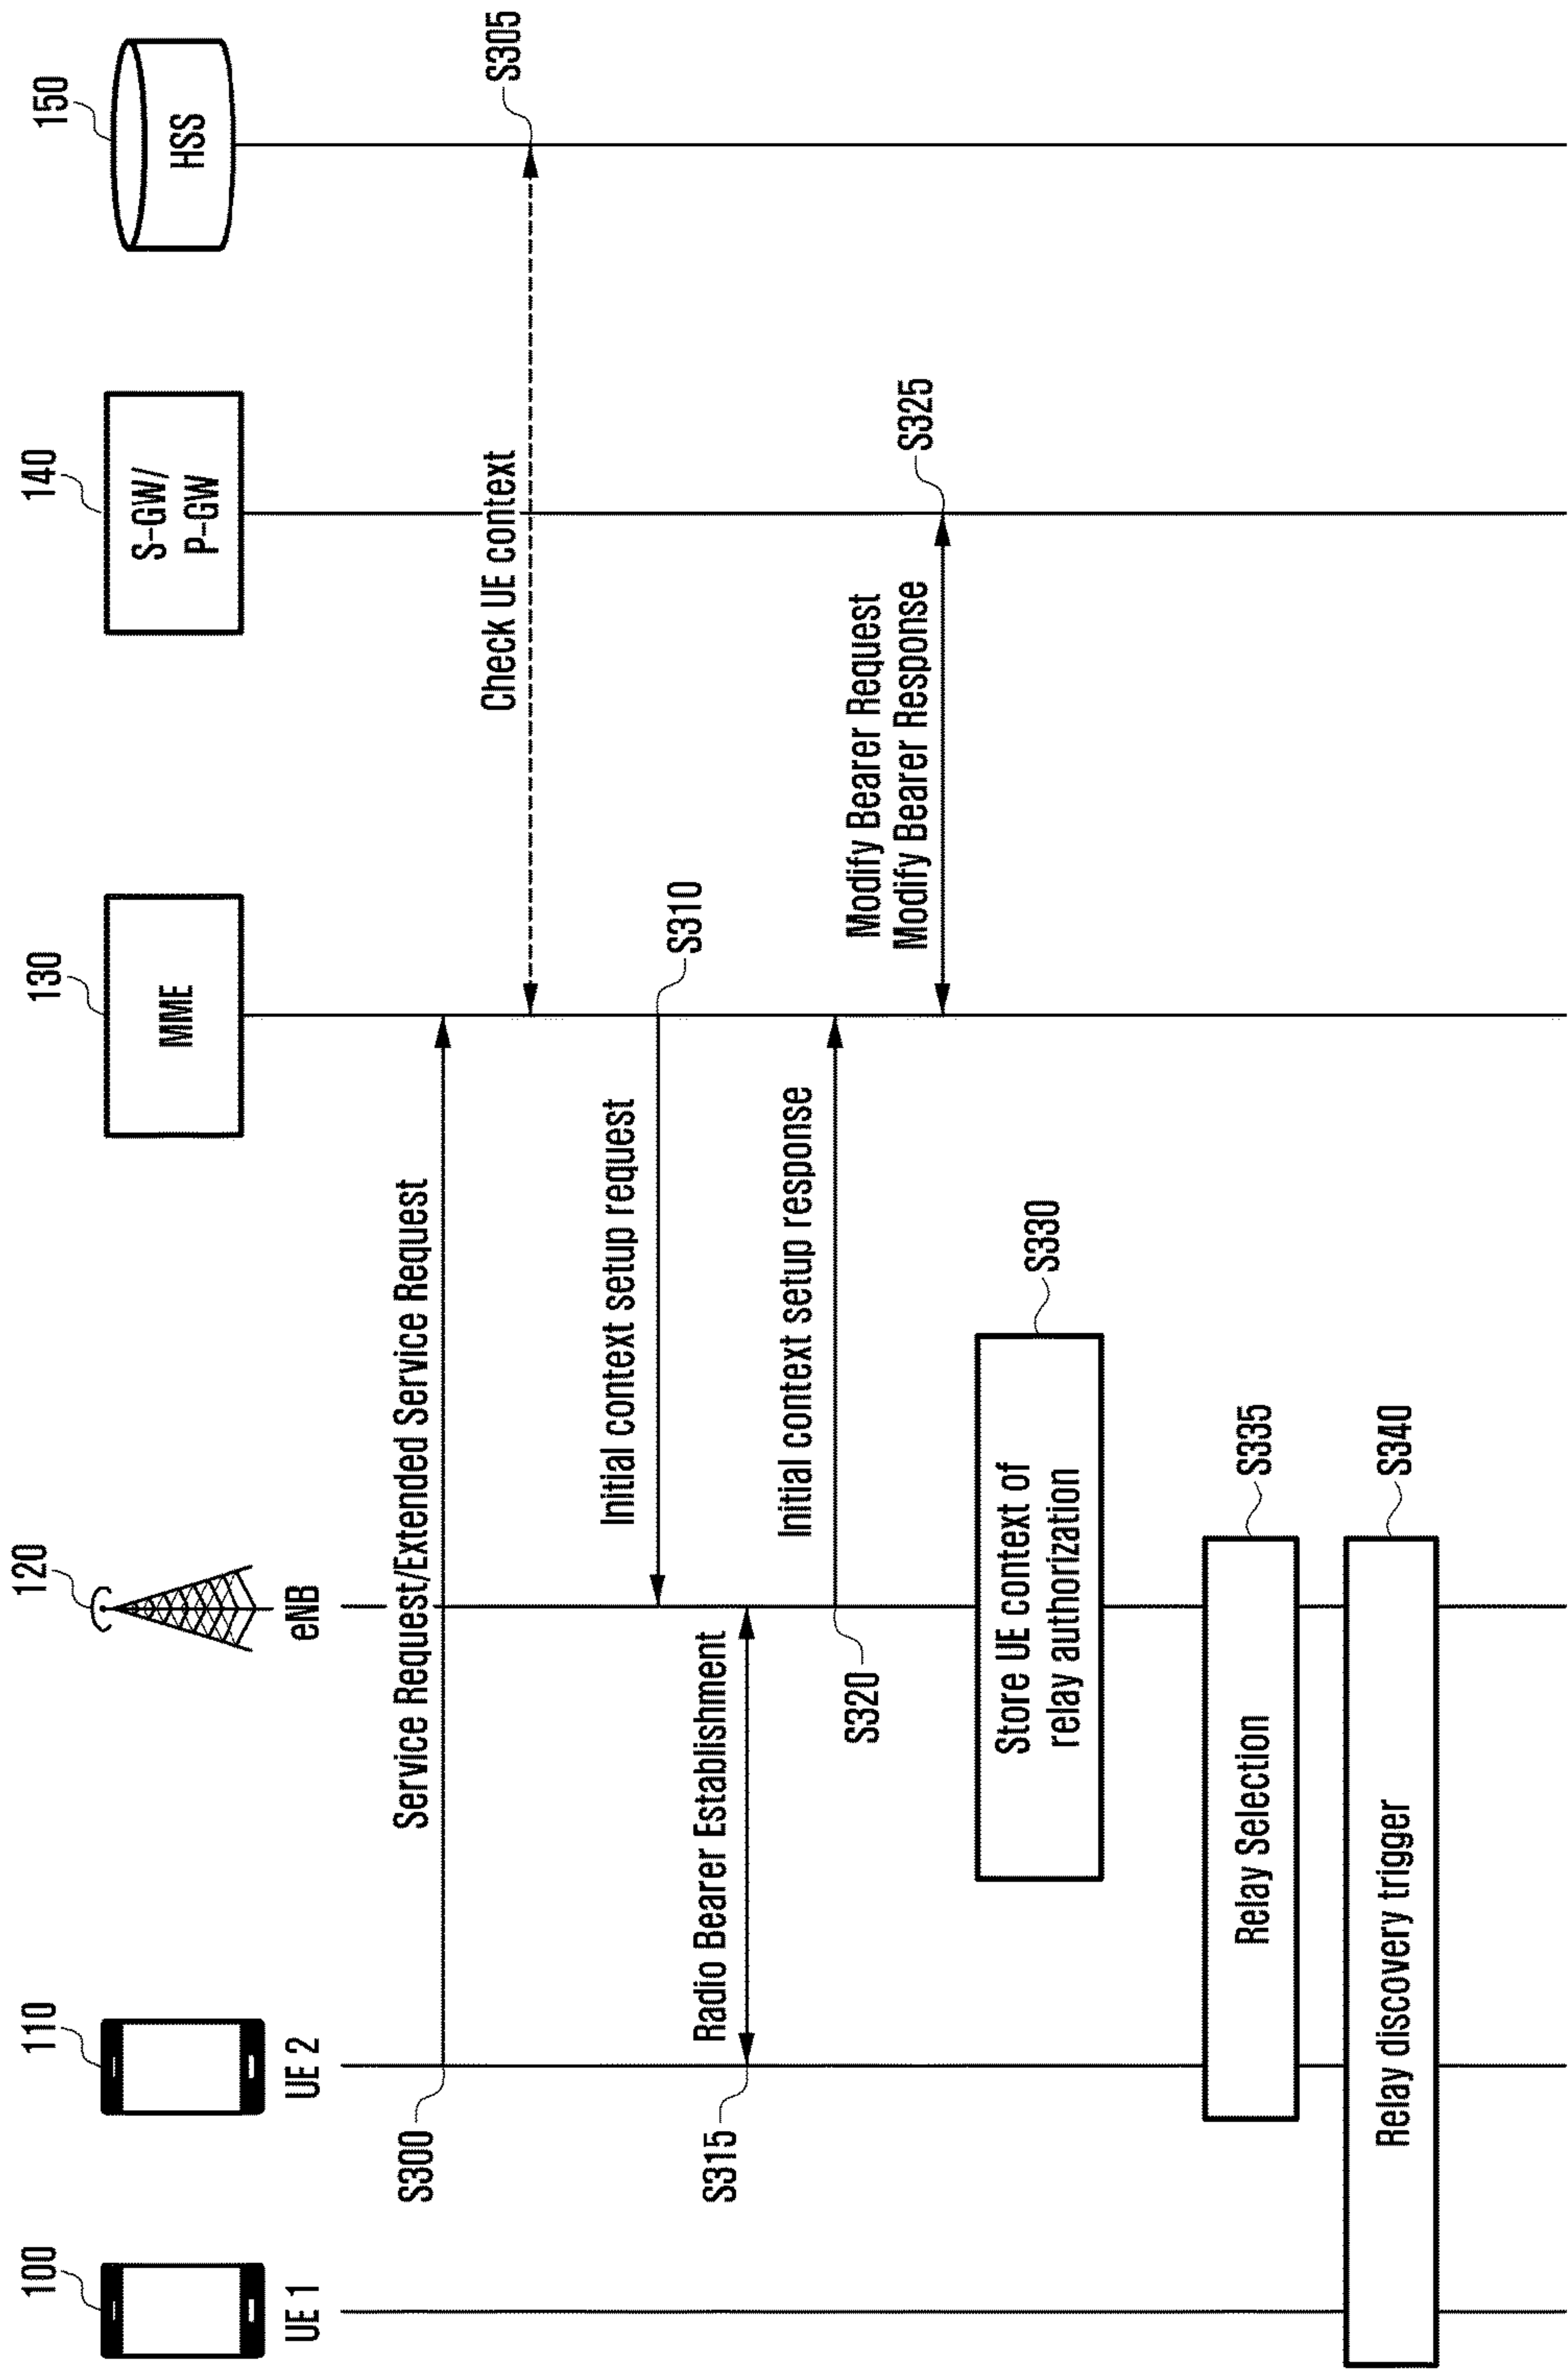 100
110
120
130
140
150
UE 1
UE 2
eNB
MME
S-GW/
P-GW
HSS
S300
Service Request/Extended Service Request
Check UE context
S305
Initial context setup request
S310
S315
Radio Bearer Establishment
S320
Initial context setup response
Modify Bearer Request
Modify Bearer Response
S325
Store UE context of
relay authorization
S330
Relay Selection
S335
Relay discovery trigger
S340